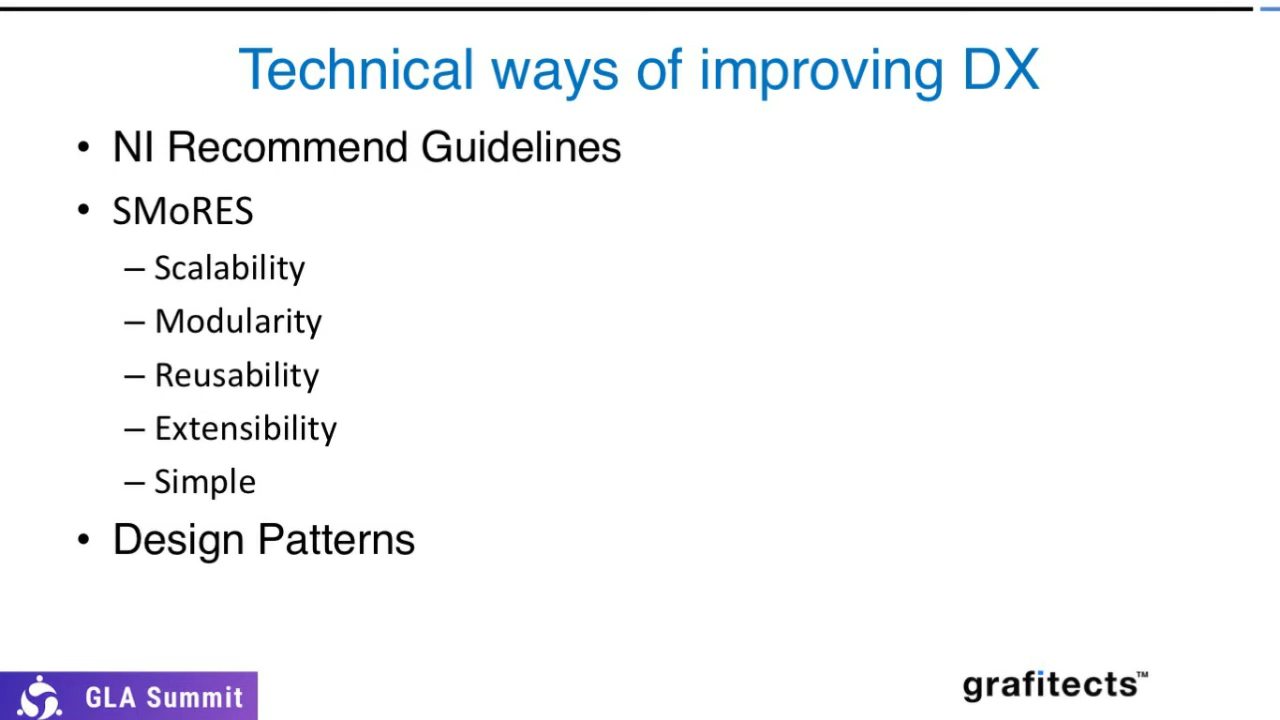 Technical ways of improving DX
• NI Recommend Guidelines
• SMoRES
– Scalability
– Modularity
– Reusability
– Extensibility
– Simple
• Design Patterns
GLA Summit
grafitects™